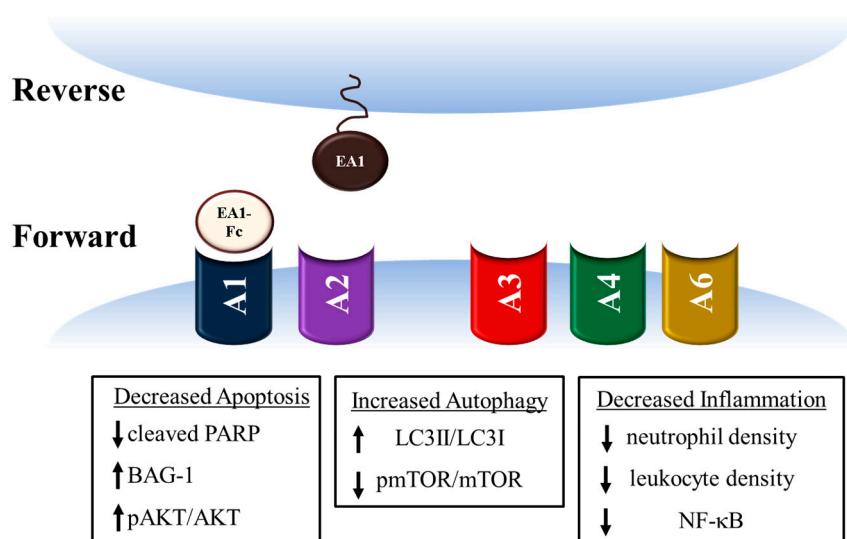 Reverse
EA1
EA1-
Fc
Forward
A1
A2
A3
A4
A6
Decreased Apoptosis
↓ cleaved PARP
↑ BAG-1
↑ pAKT/AKT
Increased Autophagy
↑ LC3II/LC3I
↓ pmTOR/mTOR
Decreased Inflammation
↓ neutrophil density
↓ leukocyte density
↓ NF-κB